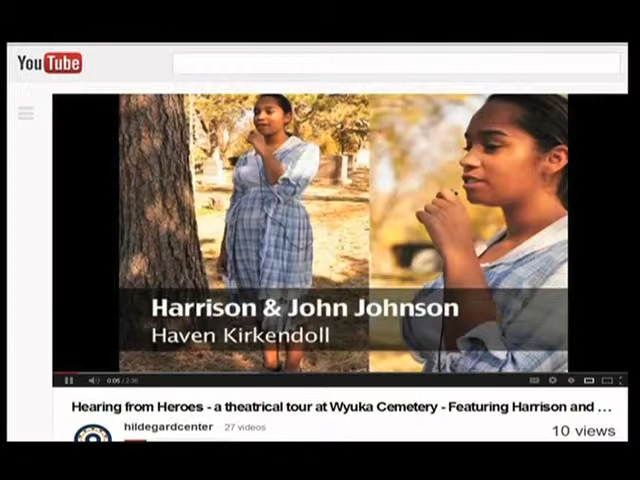 YouTube
Harrison & John Johnson
Haven Kirkendoll
0:05 / 2:36
Hearing from Heroes - a theatrical tour at Wyuka Cemetery - Featuring Harrison and ...
hildegardcenter 27 videos
10 views